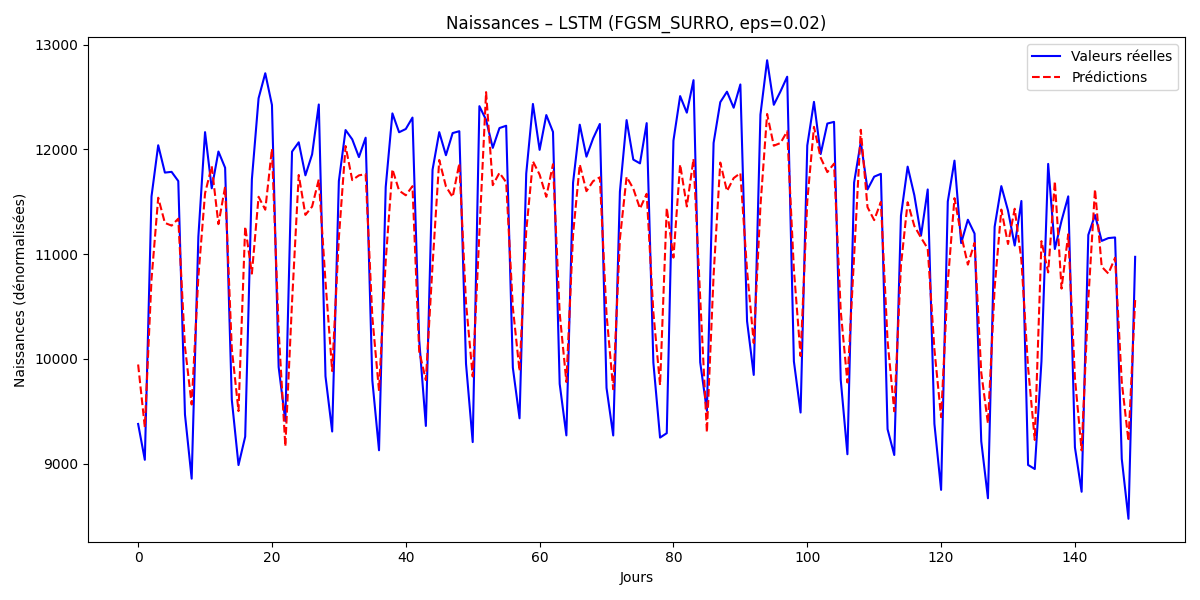 Naissances – LSTM (FGSM_SURRO, eps=0.02)
Valeurs réelles
Prédictions
Naissances (dénormalisées)
13000
12000
11000
10000
9000
0 20 40 60 80 100 120 140
Jours